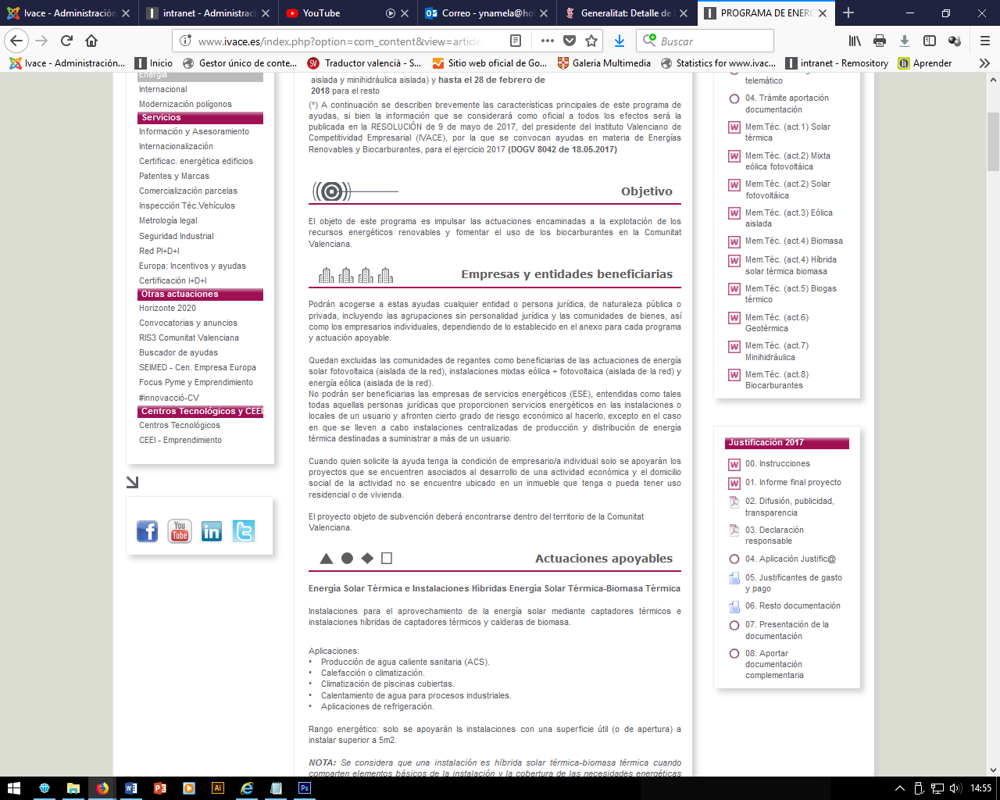 Ivace - Administración
intranet - Administraci
YouTube
Correo - ynamela@ho
Generalitat: Detalle de
PROGRAMA DE ENERG
www.ivace.es/index.php?option=com_content&view=article
Buscar
Ivace - Administración...
Inicio
Gestor único de conte...
Traductor valencià - S...
Sitio web oficial de Go...
Galeria Multimedia
Statistics for www.ivac...
intranet - Repository
Aprender
Energía
Internacional
Modernización polígonos
Servicios
Información y Asesoramiento
Internacionalización
Certificac. energética edificios
Patentes y Marcas
Comercialización parcelas
Inspección Téc.Vehículos
Metrología legal
Seguridad Industrial
Red PI+D+I
Europa: Incentivos y ayudas
Certificación I+D+I
Otras actuaciones
Horizonte 2020
Convocatorias y anuncios
RIS3 Comunitat Valenciana
Buscador de ayudas
SEIMED - Cen. Empresa Europa
Focus Pyme y Emprendimiento
#innovacció-CV
Centros Tecnológicos y CEEI
Centros Tecnológicos
CEEI - Emprendimiento
You
Tube
aislada y minihidráulica aislada) y hasta el 28 de febrero de
2018 para el resto
(*) A continuación se describen brevemente las características principales de este programa de
ayudas, si bien la información que se considerará como oficial a todos los efectos será la
publicada en la RESOLUCIÓN de 9 de mayo de 2017, del presidente del Instituto Valenciano de
Competitividad Empresarial (IVACE), por la que se convocan ayudas en materia de Energías
Renovables y Biocarburantes, para el ejercicio 2017 (DOGV 8042 de 18.05.2017)
Objetivo
El objeto de este programa es impulsar las actuaciones encaminadas a la explotación de los
recursos energéticos renovables y fomentar el uso de los biocarburantes en la Comunitat
Valenciana.
Empresas y entidades beneficiarias
Podrán acogerse a estas ayudas cualquier entidad o persona jurídica, de naturaleza pública o
privada, incluyendo las agrupaciones sin personalidad jurídica y las comunidades de bienes, así
como los empresarios individuales, dependiendo de lo establecido en el anexo para cada programa
y actuación apoyable.
Quedan excluidas las comunidades de regantes como beneficiarias de las actuaciones de energía
solar fotovoltaica (aislada de la red), instalaciones mixtas eólica + fotovoltaica (aislada de la red) y
energía eólica (aislada de la red).
No podrán ser beneficiarias las empresas de servicios energéticos (ESE), entendidas como tales
todas aquellas personas jurídicas que proporcionen servicios energéticos en las instalaciones o
locales de un usuario y afronten cierto grado de riesgo económico al hacerlo, excepto en el caso
en que se lleven a cabo instalaciones centralizadas de producción y distribución de energía
térmica destinadas a suministrar a más de un usuario.
Cuando quien solicite la ayuda tenga la condición de empresario/a individual solo se apoyarán los
proyectos que se encuentren asociados al desarrollo de una actividad económica y el domicilio
social de la actividad no se encuentre ubicado en un inmueble que tenga o pueda tener uso
residencial o de vivienda.
El proyecto objeto de subvención deberá encontrarse dentro del territorio de la Comunitat
Valenciana.
Actuaciones apoyables
Energía Solar Térmica e Instalaciones Híbridas Energía Solar Térmica-Biomasa Térmica
Instalaciones para el aprovechamiento de la energía solar mediante captadores térmicos e
instalaciones híbridas de captadores térmicos y calderas de biomasa.
Aplicaciones:
• Producción de agua caliente sanitaria (ACS).
• Calefacción o climatización.
• Climatización de piscinas cubiertas.
• Calentamiento de agua para procesos industriales.
• Aplicaciones de refrigeración.
Rango energético: solo se apoyarán ls instalaciones con una superficie útil (o de apertura) a
instalar superior a 5m2.
NOTA: Se considera que una instalación es híbrida solar térmica-biomasa térmica cuando
comparten elementos básicos de la instalación y la cobertura de las necesidades energéticas
telemático
04. Trámite aportación
documentación
Mem.Téc. (act.1) Solar
térmica
Mem.Téc. (act.2) Mixta
eólica fotovoltáica
Mem.Téc. (act.2) Solar
fotovoltáica
Mem.Téc. (act.3) Eólica
aislada
Mem.Téc. (act.4) Biomasa
Mem.Téc. (act.4) Híbrida
solar térmica biomasa
Mem.Téc. (act.5) Biogas
térmico
Mem.Téc. (act.6)
Geotérmica
Mem.Téc. (act.7)
Minihidráulica
Mem.Téc. (act.8)
Biocarburantes
Justificación 2017
00. Instrucciones
01. Informe final proyecto
02. Difusión, publicidad,
transparencia
03. Declaración
responsable
04. Aplicación Justific@
05. Justificantes de gasto
y pago
06. Resto documentación
07. Presentación de la
documentación
08. Aportar
documentación
complementaria
14:55